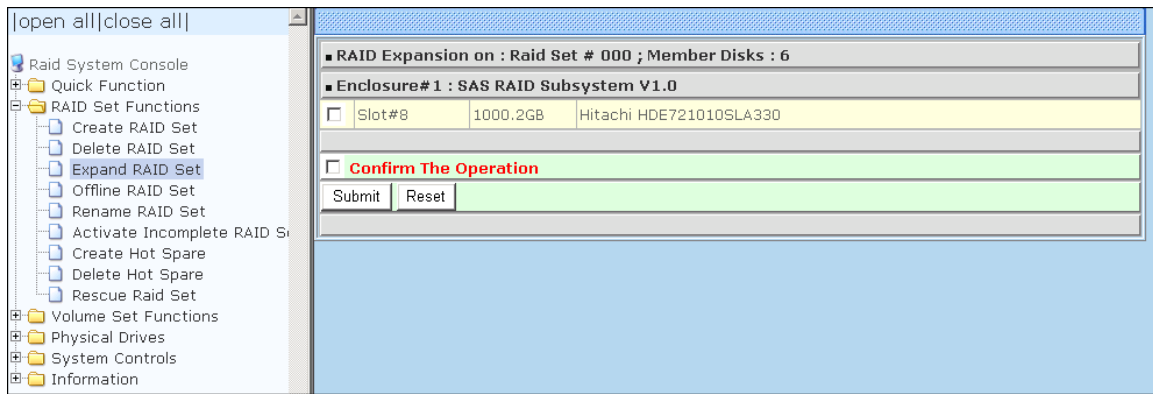 |open all|close all|
Raid System Console
Quick Function
RAID Set Functions
Create RAID Set
Delete RAID Set
Expand RAID Set
Offline RAID Set
Rename RAID Set
Activate Incomplete RAID
Create Hot Spare
Delete Hot Spare
Rescue Raid Set
Volume Set Functions
Physical Drives
System Controls
Information
RAID Expansion on : Raid Set # 000 ; Member Disks : 6
Enclosure#1 : SAS RAID Subsystem V1.0
Slot#8 1000.2GB Hitachi HDE721010SLA330
Confirm The Operation
Submit Reset